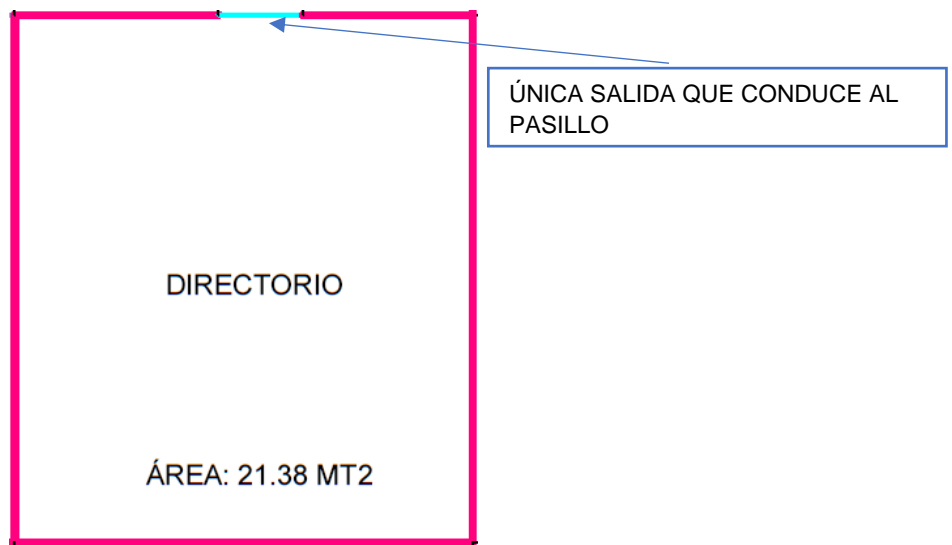 ÚNICA SALIDA QUE CONDUCE AL
PASILLO
DIRECTORIO
ÁREA: 21.38 MT2